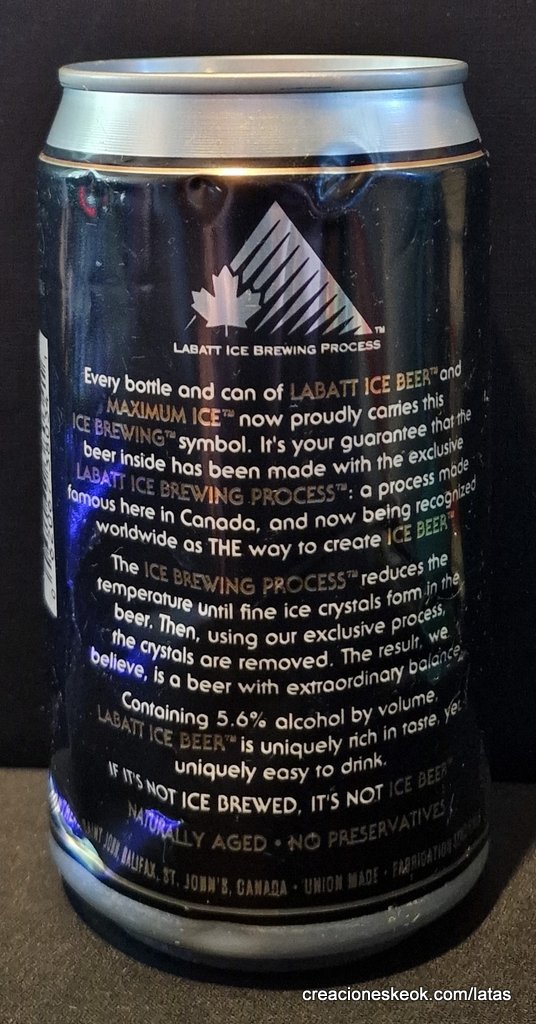 ™
LABATT ICE BREWING PROCESS
Every bottle and can of LABATT ICE BEER™ and
MAXIMUM ICE™ now proudly carries this
ICE BREWING™ symbol. It's your guarantee that the
beer inside has been made with the exclusive
LABATT ICE BREWING PROCESS™: a process made
famous here in Canada, and now being recognized
worldwide as THE way to create ICE BEER™
The ICE BREWING PROCESS™ reduces the
temperature until fine ice crystals form in the
beer. Then, using our exclusive process,
the crystals are removed. The result, we
believe, is a beer with extraordinary balance.
Containing 5.6% alcohol by volume,
LABATT ICE BEER™ is uniquely rich in taste, yet
uniquely easy to drink.
IF IT'S NOT ICE BREWED, IT'S NOT ICE BEER™
NATURALLY AGED • NO PRESERVATIVES
SAINT JOHN HALIFAX, ST. JOHN'S, CANADA • UNION MADE • FABRICATION
creacioneskeok.com/latas